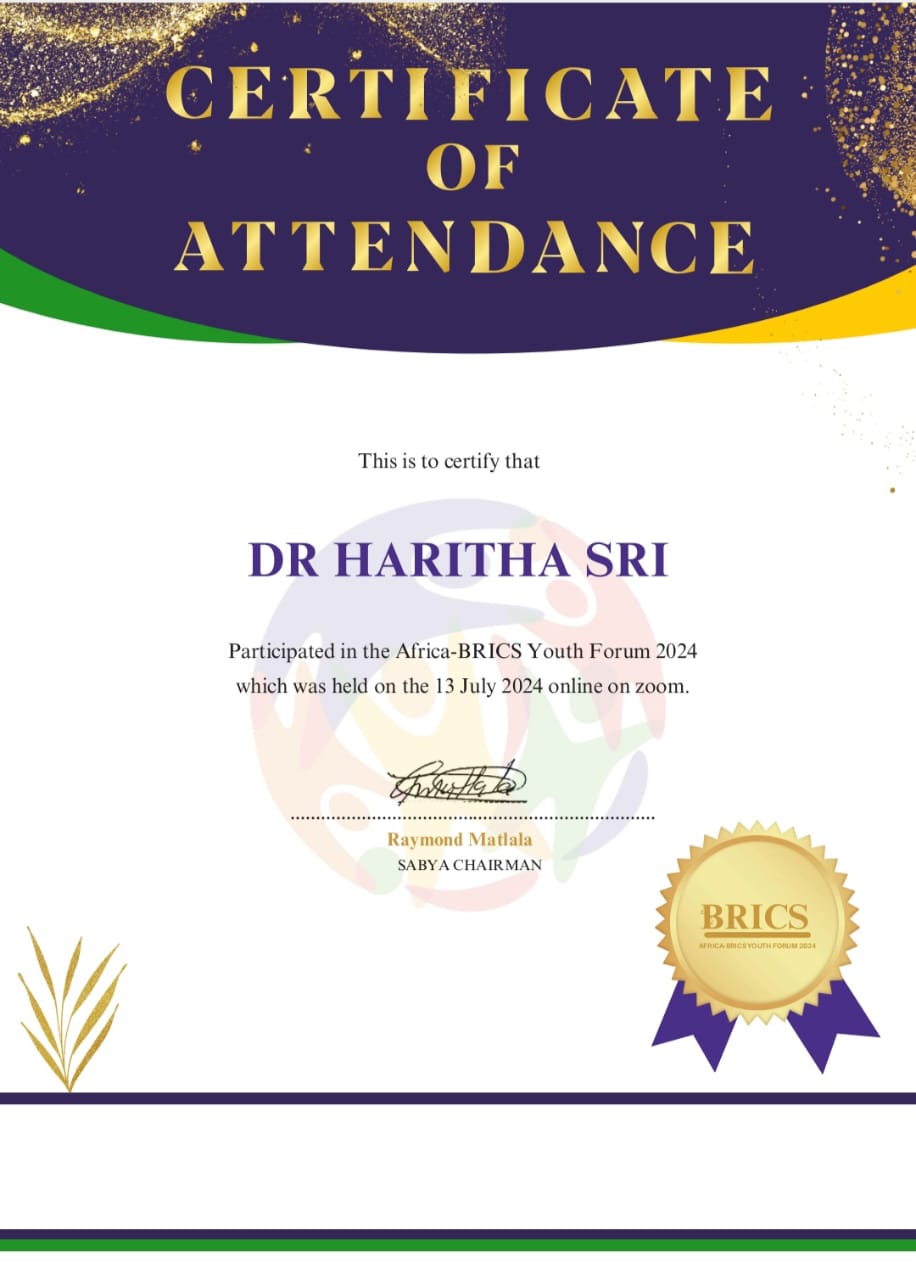 CERTIFICATE
OF
ATTENDANCE
This is to certify that
DR HARITHA SRI
Participated in the Africa-BRICS Youth Forum 2024
which was held on the 13 July 2024 online on zoom.
Raymond Matlala
SABYA CHAIRMAN
BRICS
AFRICA-BRICS YOUTH FORUM 2024